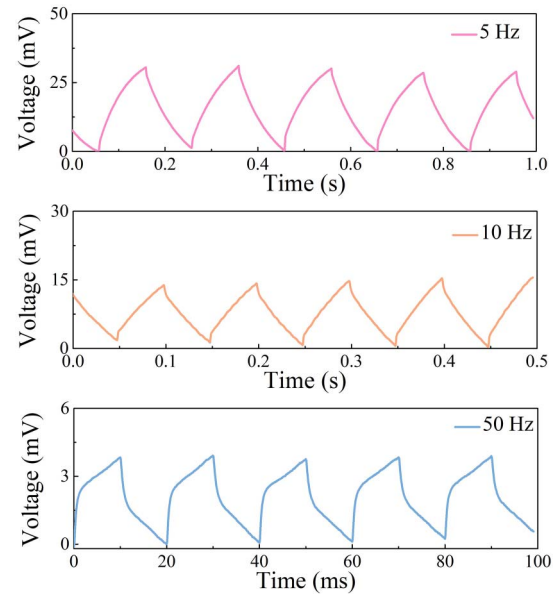 50
25
0
Voltage (mV)
5 Hz
0.0 0.2 0.4 0.6 0.8 1.0
Time (s)
30
15
0
Voltage (mV)
10 Hz
0.0 0.1 0.2 0.3 0.4 0.5
Time (s)
6
3
0
Voltage (mV)
50 Hz
0 20 40 60 80 100
Time (ms)